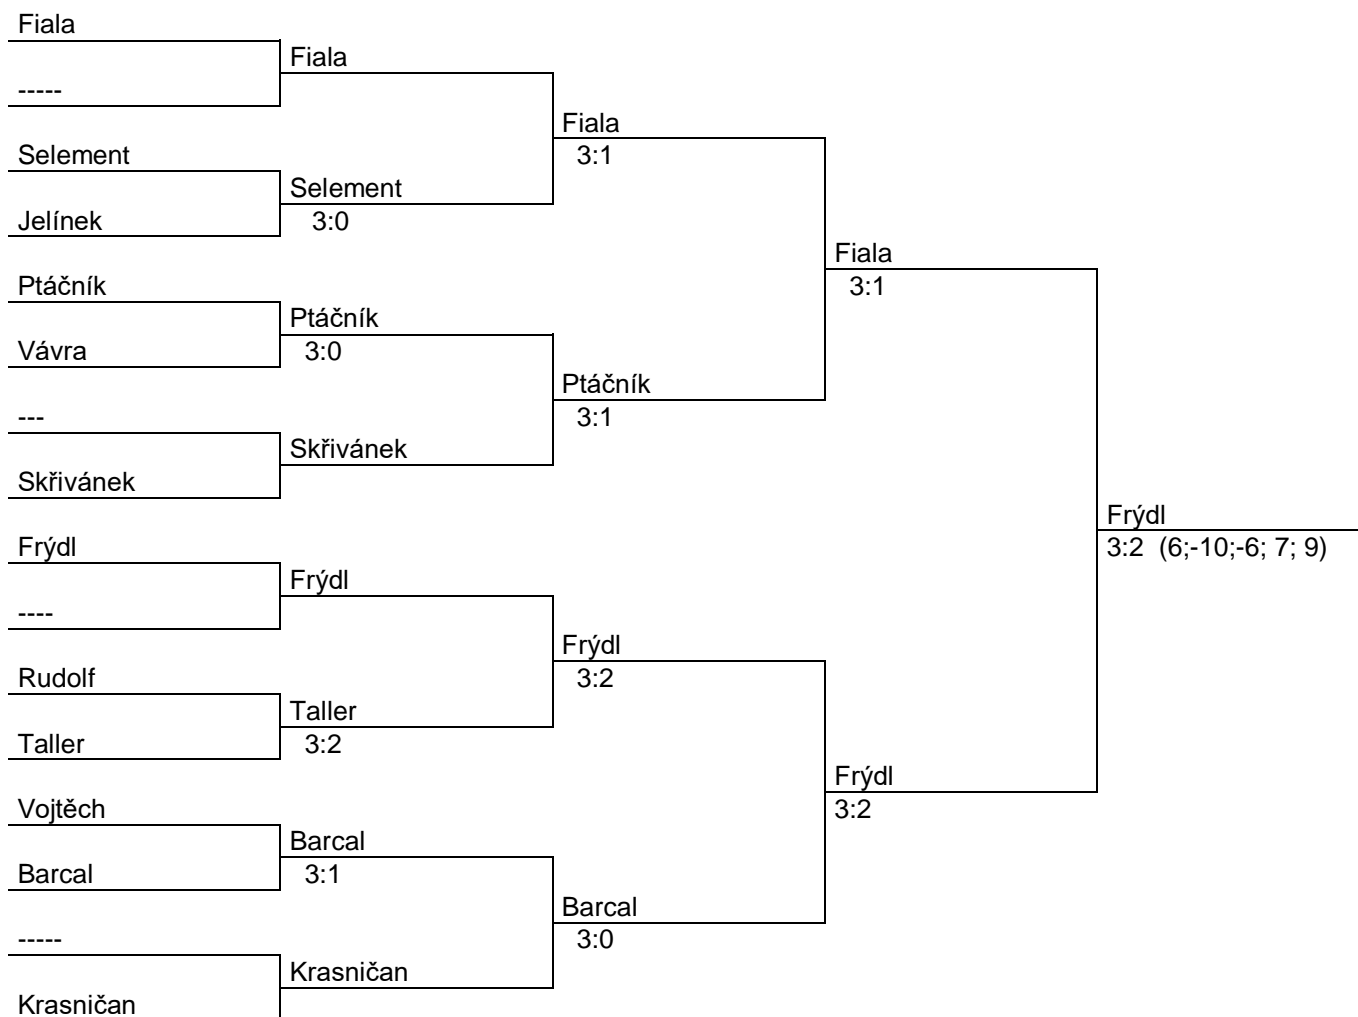 Fiala
Fiala
-----
Fiala
Selement
3:1
Selement
Jelínek
3:0
Fiala
Ptáčník
3:1
Ptáčník
Vávra
3:0
Ptáčník
---
3:1
Skřivánek
Skřivánek
Frýdl
Frýdl
3:2 (6;-10;-6; 7; 9)
Frýdl
----
Frýdl
Rudolf
3:2
Taller
Taller
3:2
Frýdl
Vojtěch
3:2
Barcal
Barcal
3:1
Barcal
-----
3:0
Krasničan
Krasničan